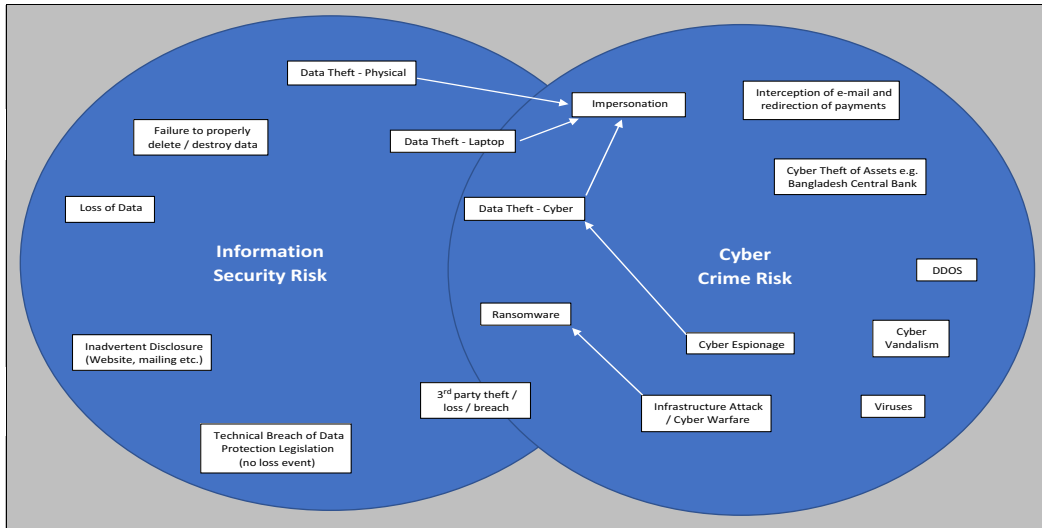 Data Theft - Physical
Impersonation
Interception of e-mail and
redirection of payments
Failure to properly
delete / destroy data
Data Theft - Laptop
Cyber Theft of Assets e.g.
Bangladesh Central Bank
Loss of Data
Data Theft - Cyber
Information
Security Risk
Cyber
Crime Risk
DDOS
Ransomware
Inadvertent Disclosure
(Website, mailing etc.)
Cyber Espionage
Cyber
Vandalism
3rd party theft /
loss / breach
Infrastructure Attack
/ Cyber Warfare
Viruses
Technical Breach of Data
Protection Legislation
(no loss event)